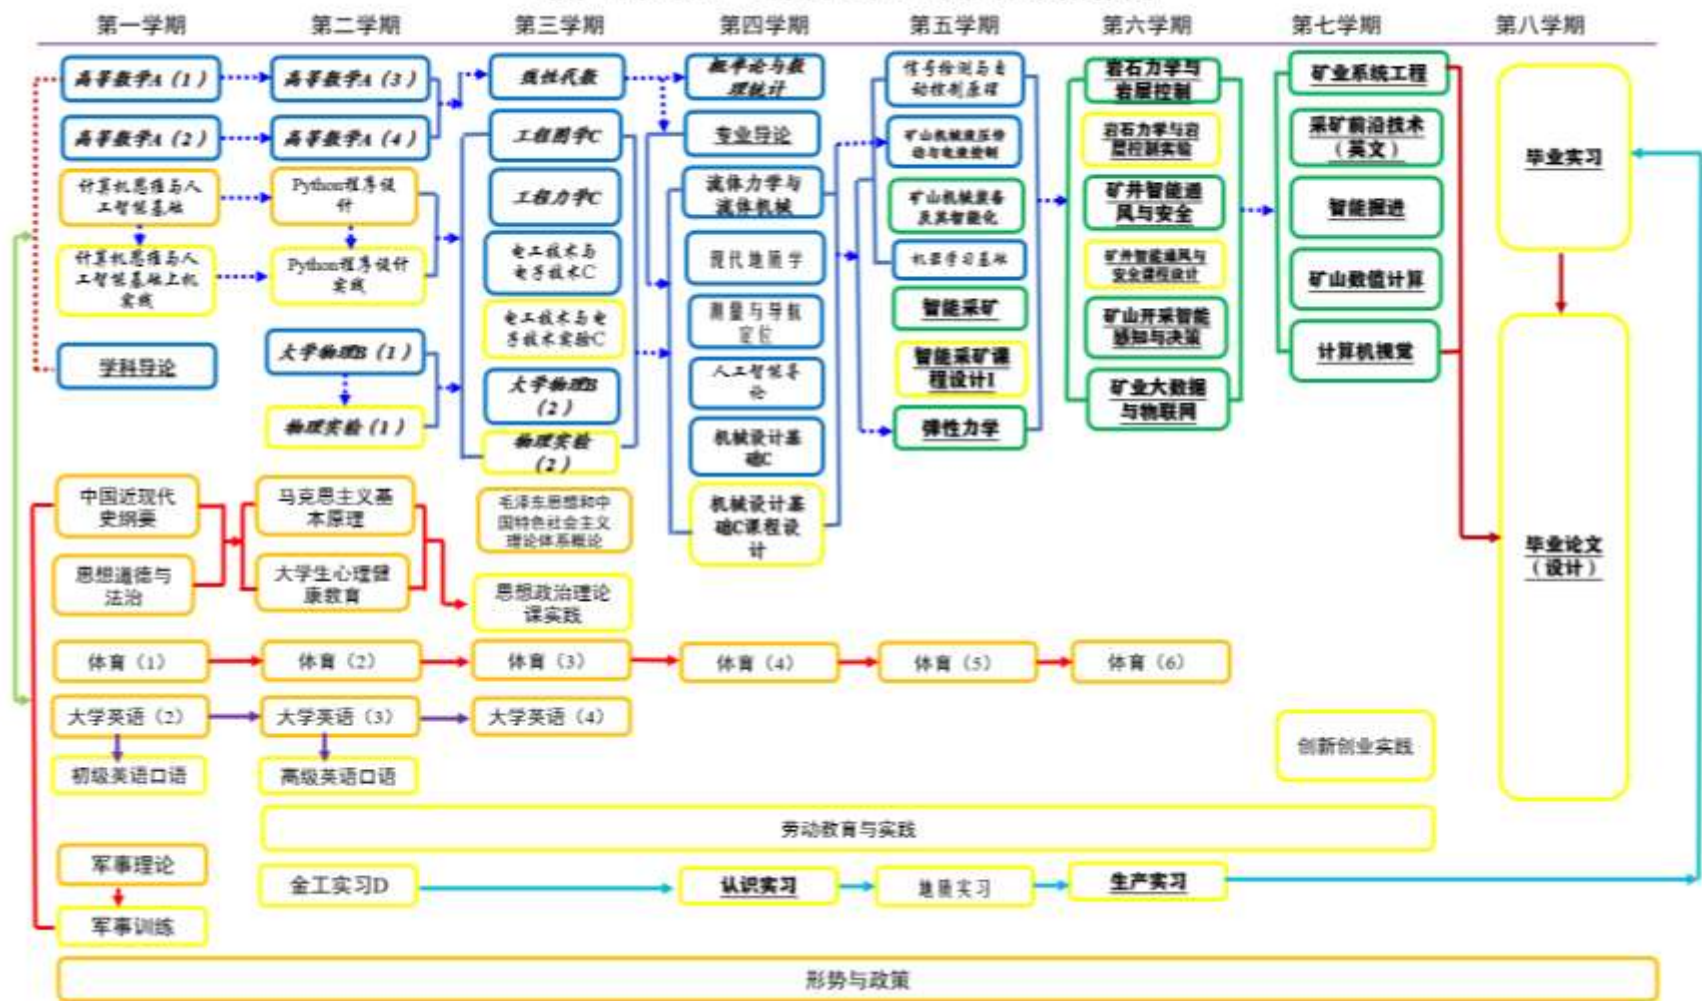 第一学期
第二学期
第三学期
第四学期
第五学期
第六学期
第七学期
第八学期
高等数学A（1）
高等数学A（2）
计算机思维与人
工智能基础
计算机思维与人
工智能基础上机
实践
学科导论
中国近现代
史纲要
思想道德与
法治
体育（1）
大学英语（2）
初级英语口语
军事理论
军事训练
高等数学A（3）
高等数学A（4）
Python程序设
计
Python程序设计
实践
大学物理B（1）
物理实验（1）
马克思主义基
本原理
大学生心理健
康教育
体育（2）
大学英语（3）
高级英语口语
金工实习D
线性代数
工程图学C
工程力学C
电工技术与
电子技术C
电工技术与电
子技术实验C
大学物理B
（2）
物理实验
（2）
毛泽东思想和中
国特色社会主义
理论体系概论
思想政治理论
课实践
体育（3）
大学英语（4）
概率论与数
理统计
专业导论
流体力学与
流体机械
现代地质学
测量与导航
定位
人工智能导
论
机械设计基
础C
机械设计基
础C课程设
计
体育（4）
认识实习
信号检测与自
动控制原理
矿山机械液压传
动与电液控制
矿山机械装备
及其智能化
机器学习基础
智能采矿
智能采矿课
程设计I
弹性力学
体育（5）
地质实习
岩石力学与
岩层控制
岩石力学与岩
层控制实验
矿井智能通
风与安全
矿井智能通风与
安全课程设计
矿山开采智能
感知与决策
矿业大数据
与物联网
体育（6）
生产实习
矿业系统工程
采矿前沿技术
（英文）
智能掘进
矿山数值计算
计算机视觉
创新创业实践
毕业实习
毕业论文
（设计）
劳动教育与实践
形势与政策